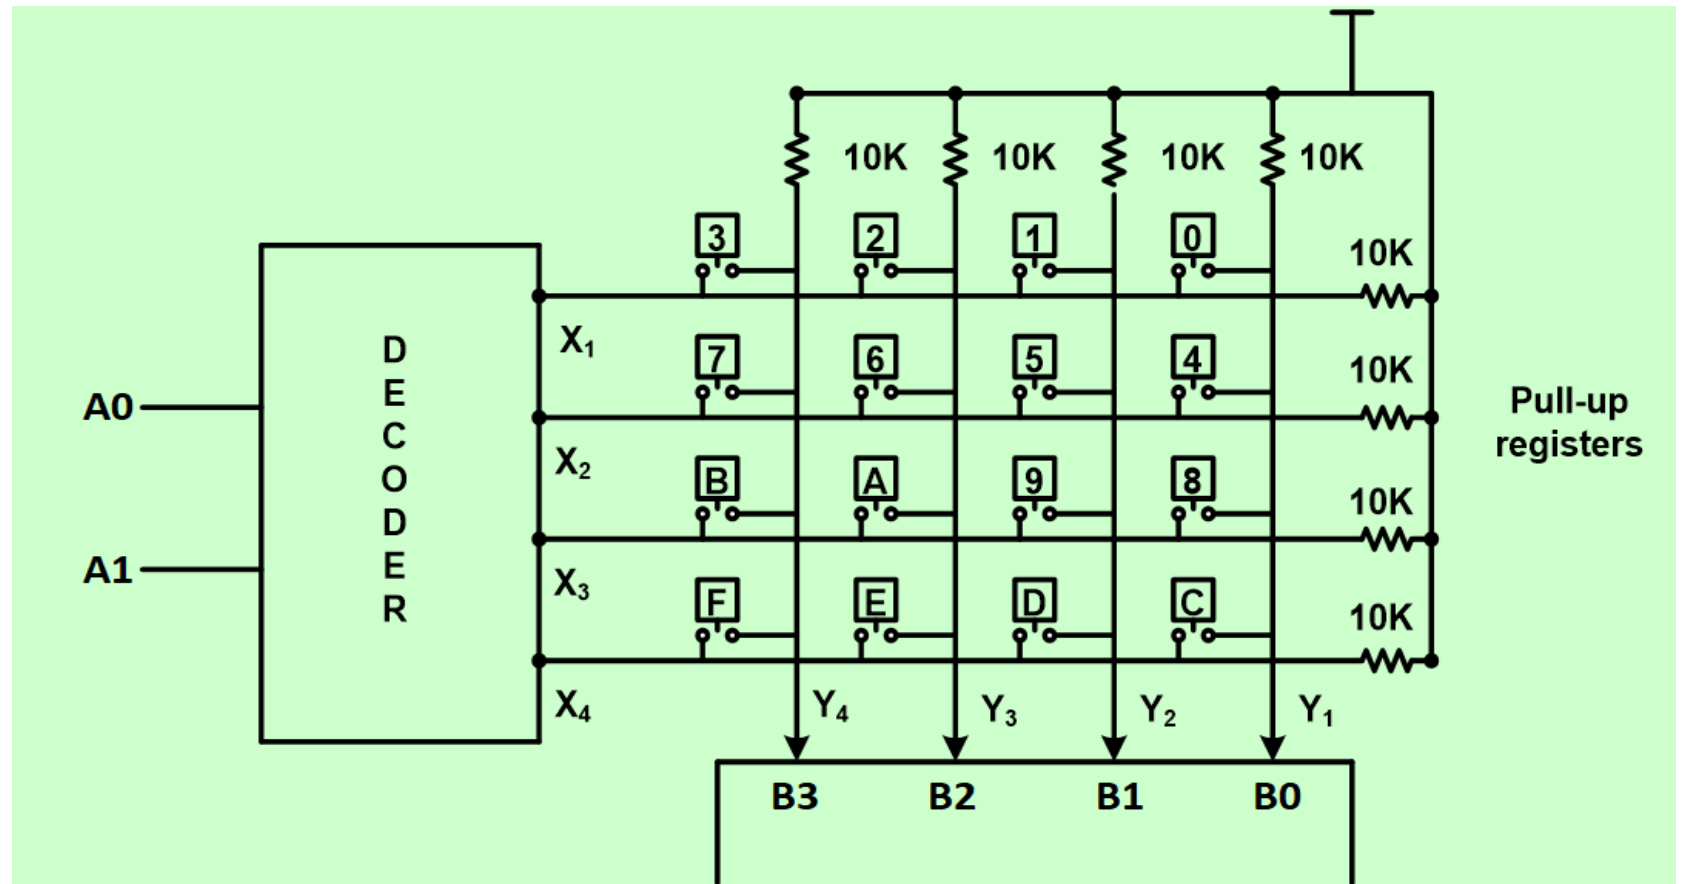 10K 10K 10K 10K
3 2 1 0
10K
X1
7 6 5 4
10K
X2
B A 9 8
10K
X3
F E D C
10K
X4
Y4 Y3 Y2 Y1
B3 B2 B1 B0
A0
A1
D
E
C
O
D
E
R
Pull-up
registers